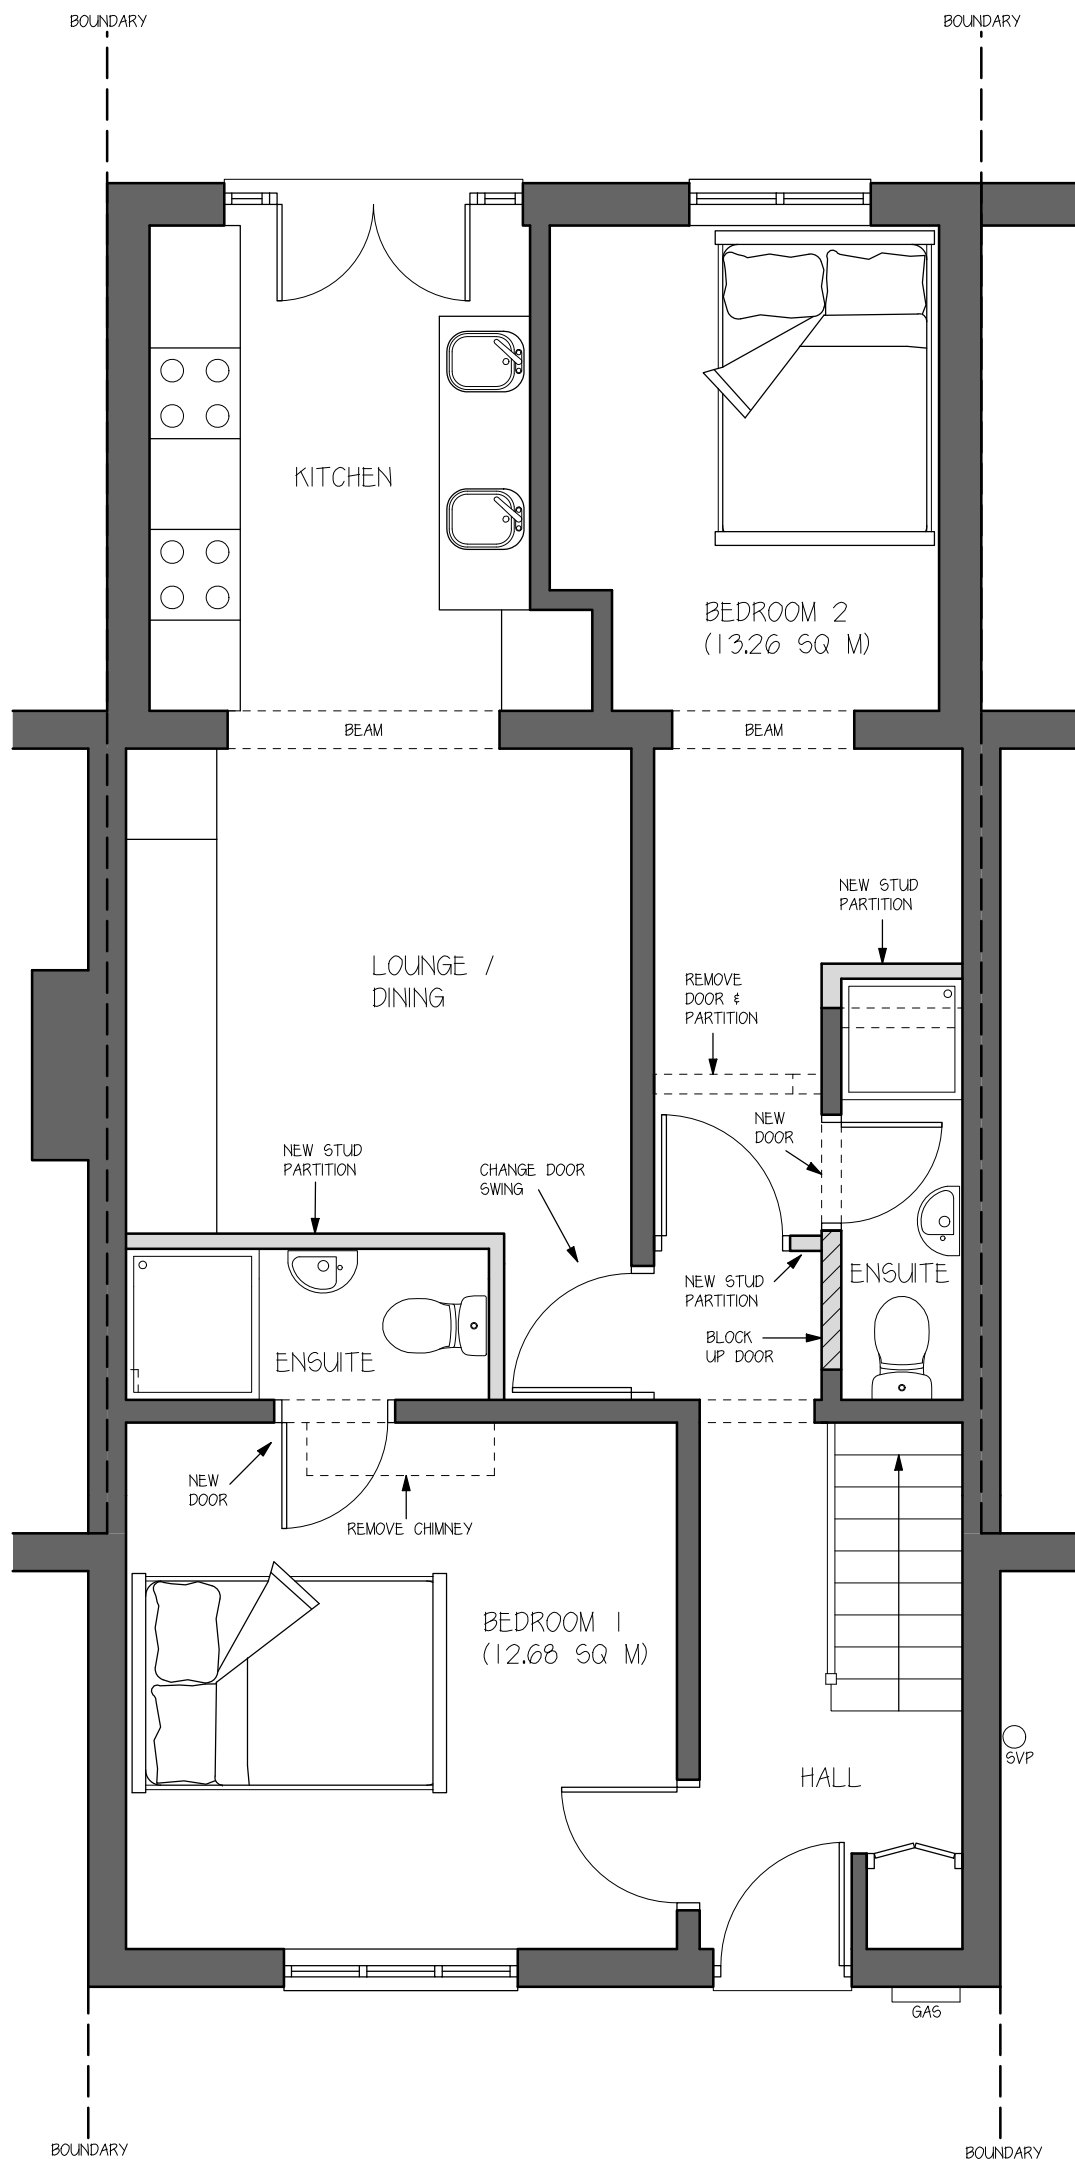 BOUNDARY
BOUNDARY
KITCHEN
BEDROOM 2
(13.26 SQ M)
BEAM
BEAM
NEW STUD
PARTITION
LOUNGE /
DINING
REMOVE
DOOR &
PARTITION
NEW
DOOR
NEW STUD
PARTITION
CHANGE DOOR
SWING
NEW STUD
PARTITION
ENSUITE
BLOCK
UP DOOR
ENSUITE
NEW
DOOR
REMOVE CHIMNEY
BEDROOM 1
(12.68 SQ M)
SVP
HALL
GAS
BOUNDARY
BOUNDARY